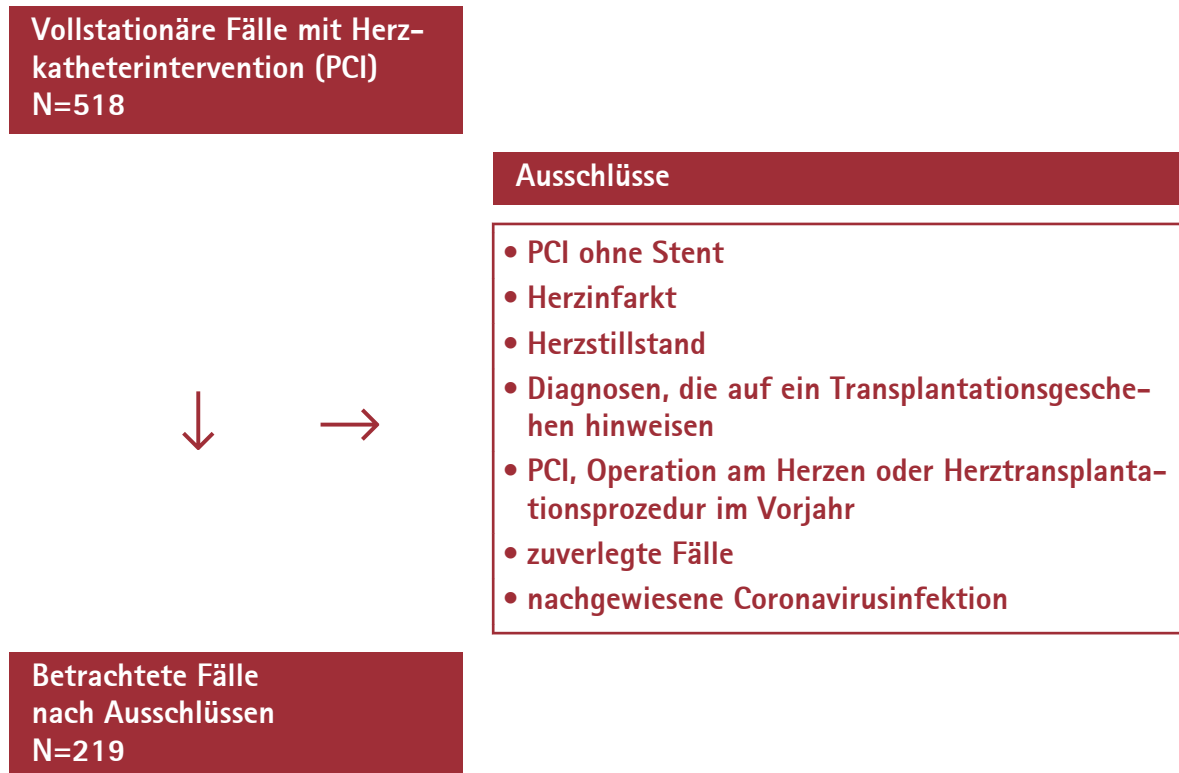 Vollstationäre Fälle mit Herz-
katheterintervention (PCI)
N=518
Ausschlüsse
• PCI ohne Stent
• Herzinfarkt
• Herzstillstand
• Diagnosen, die auf ein Transplantationsgesche-
hen hinweisen
• PCI, Operation am Herzen oder Herztransplanta-
tionsprozedur im Vorjahr
• zuverlegte Fälle
• nachgewiesene Coronavirusinfektion
Betrachtete Fälle
nach Ausschlüssen
N=219